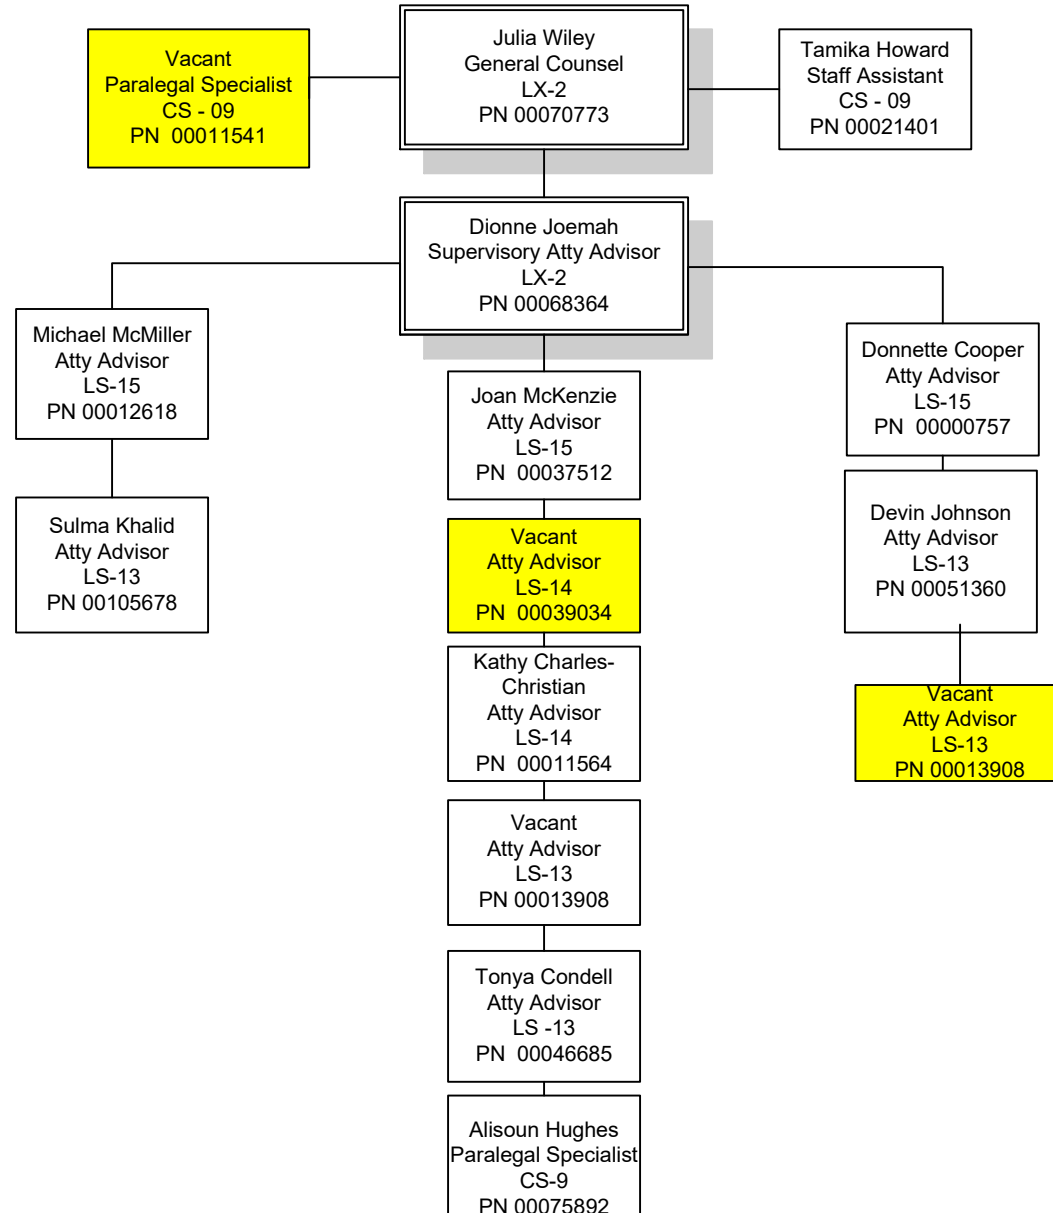 Vacant
Paralegal Specialist
CS - 09
PN  00011541
Julia Wiley
General Counsel
LX-2
PN 00070773
Tamika Howard
Staff Assistant
CS - 09
PN 00021401
Dionne Joemah
Supervisory Atty Advisor
LX-2
PN 00068364
Michael McMiller
Atty Advisor
LS-15
PN 00012618
Sulma Khalid
Atty Advisor
LS-13
PN 00105678
Joan McKenzie
Atty Advisor
LS-15
PN  00037512
Vacant
Atty Advisor
LS-14
PN  00039034
Kathy Charles-
Christian
Atty Advisor
LS-14
PN  00011564
Vacant
Atty Advisor
LS-13
PN 00013908
Tonya Condell
Atty Advisor
LS -13
PN  00046685
Alisoun Hughes
Paralegal Specialist
CS-9
PN 00075892
Donnette Cooper
Atty Advisor
LS-15
PN  00000757
Devin Johnson
Atty Advisor
LS-13
PN 00051360
Vacant
Atty Advisor
LS-13
PN 00013908